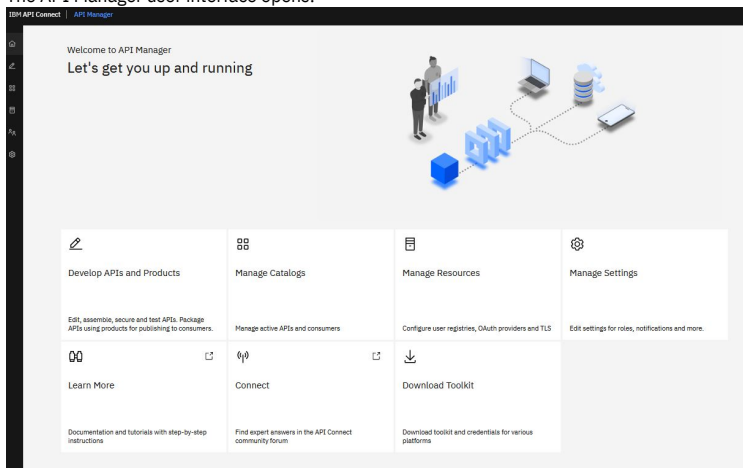 The API Manager user interface opens.
IBM API Connect | API Manager
Welcome to API Manager
Let's get you up and running
Develop APIs and Products
Manage Catalogs
Manage Resources
Manage Settings
Edit, assemble, secure and test APIs. Package
APIs using products for publishing to consumers.
Manage active APIs and consumers
Configure user registries, OAuth providers and TLS
Edit settings for roles, notifications and more.
Learn More
Connect
Download Toolkit
Documentation and tutorials with step-by-step
instructions
Find expert answers in the API Connect
community forum
Download toolkit and credentials for various
platforms